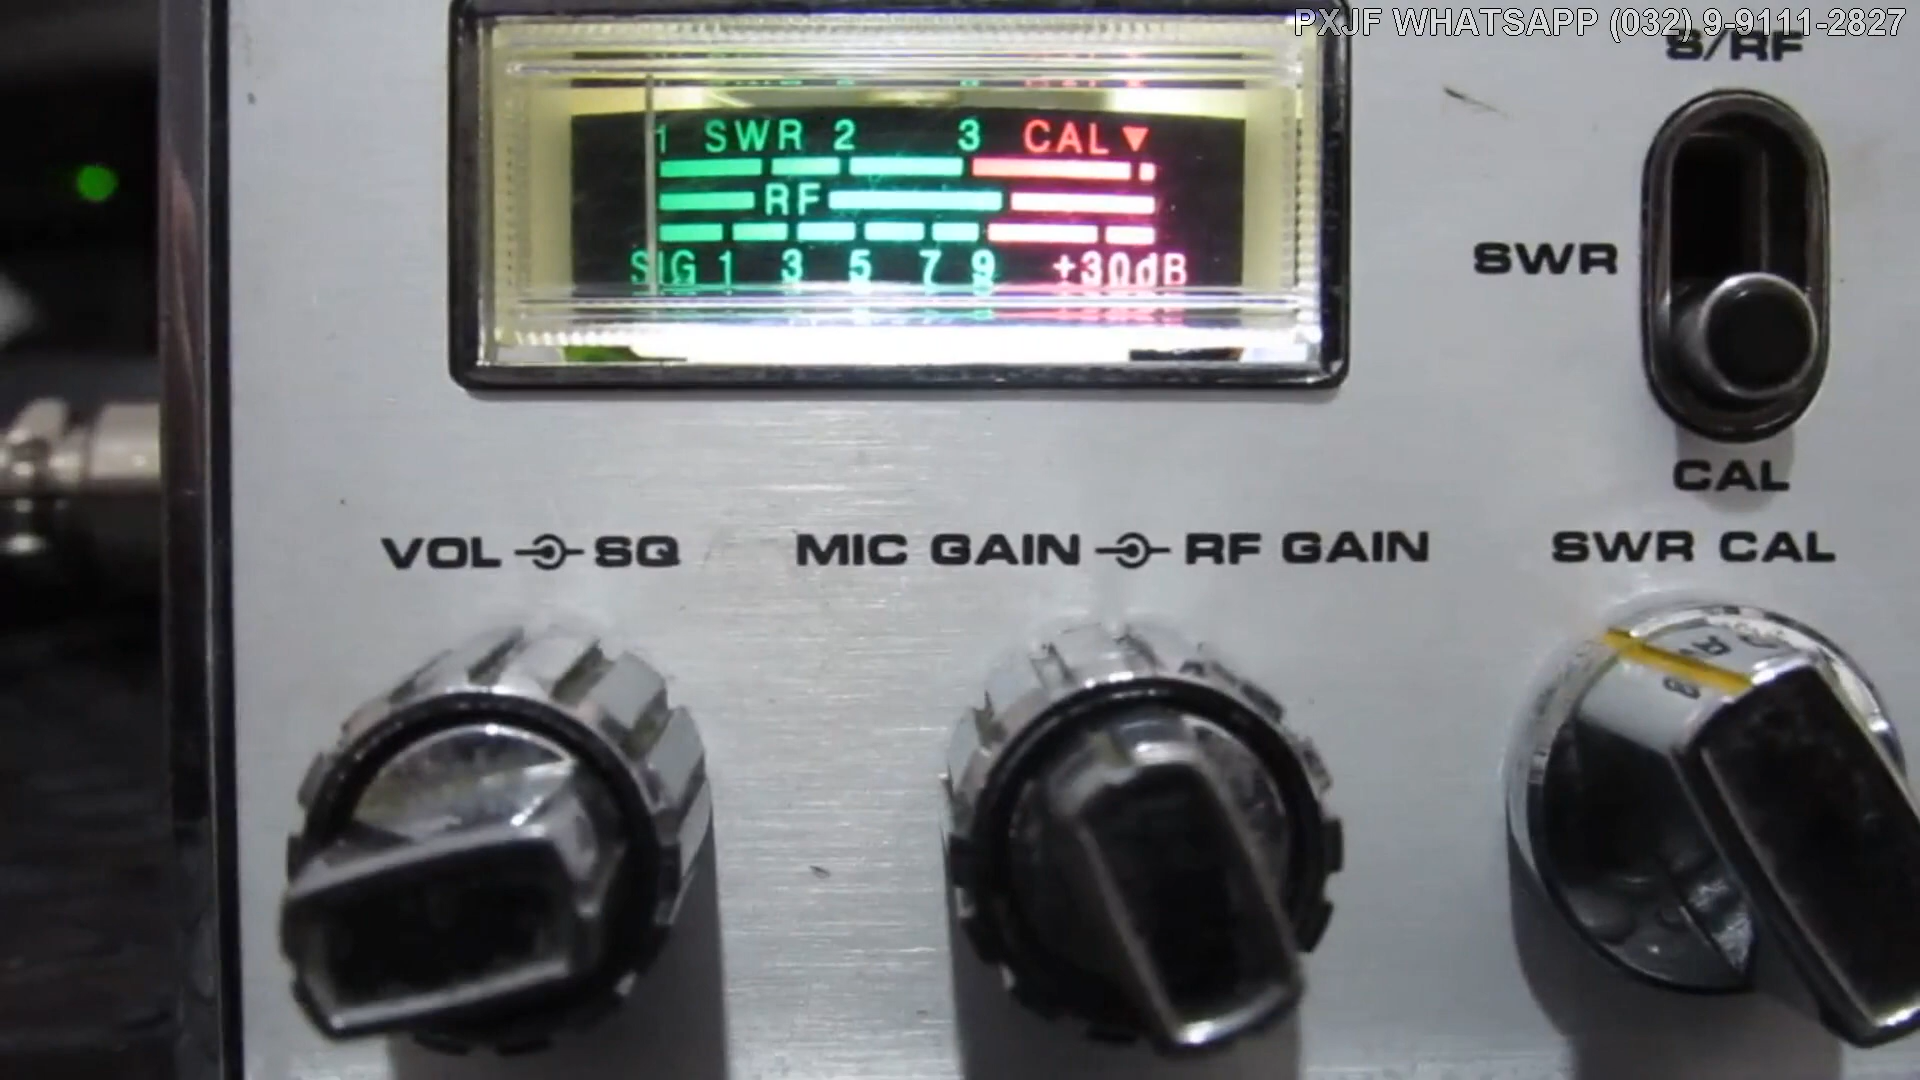 PXJF WHATSAPP (032) 9-9111-2827
S/RF
1 SWR 2 3 CAL▼
RF
SIG 1 3 5 7 9 +30dB
SWR
CAL
VOL SQ
MIC GAIN RF GAIN
SWR CAL